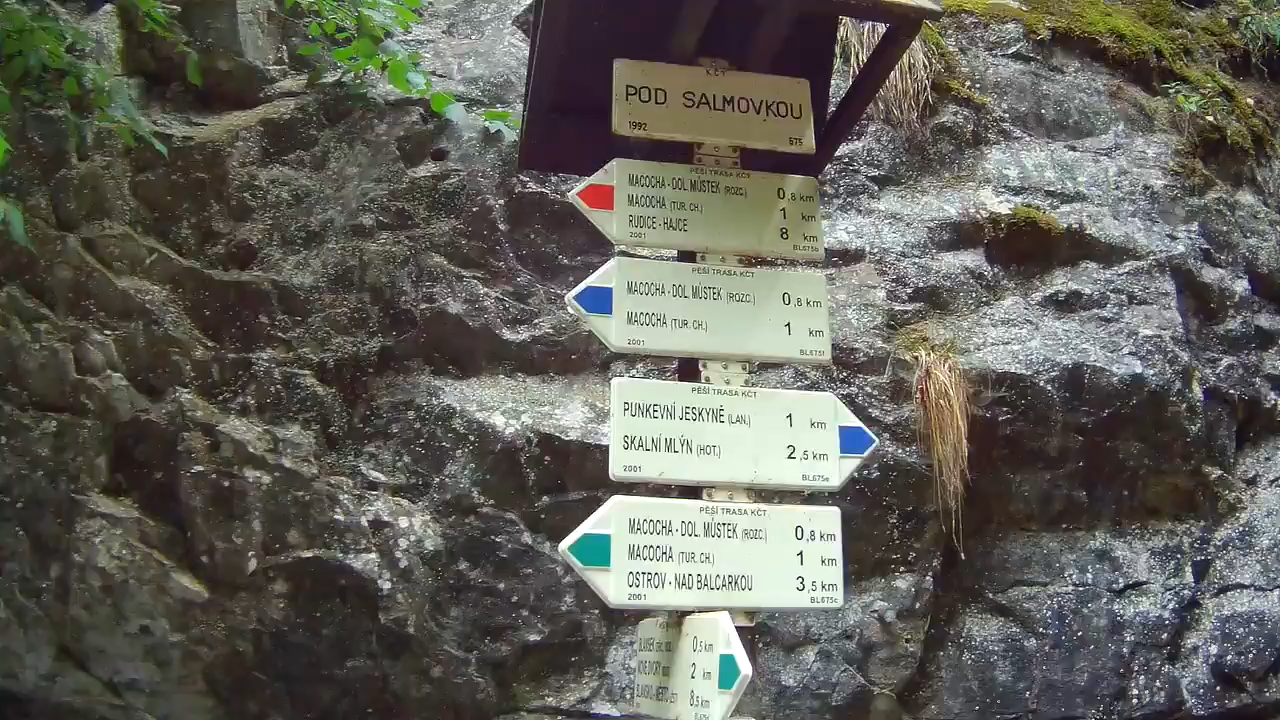 KČT
POD SALMOVKOU
1992 675
PĚŠÍ TRASA KČT
MACOCHA - DOL. MŮSTEK (ROZC.) 0,8 km
MACOCHA (TUR. CH.) 1 km
RUDICE - HAJCE 8 km
2001 BL675b
PĚŠÍ TRASA KČT
MACOCHA - DOL. MŮSTEK (ROZC.) 0,8 km
MACOCHA (TUR. CH.) 1 km
2001 BL675f
PĚŠÍ TRASA KČT
PUNKEVNÍ JESKYNĚ (LAN.) 1 km
SKALNÍ MLÝN (HOT.) 2,5 km
2001 BL675e
PĚŠÍ TRASA KČT
MACOCHA - DOL. MŮSTEK (ROZC.) 0,8 km
MACOCHA (TUR. CH.) 1 km
OSTROV - NAD BALCARKOU 3,5 km
2001 BL675c
0,5 km
2 km
8,5 km